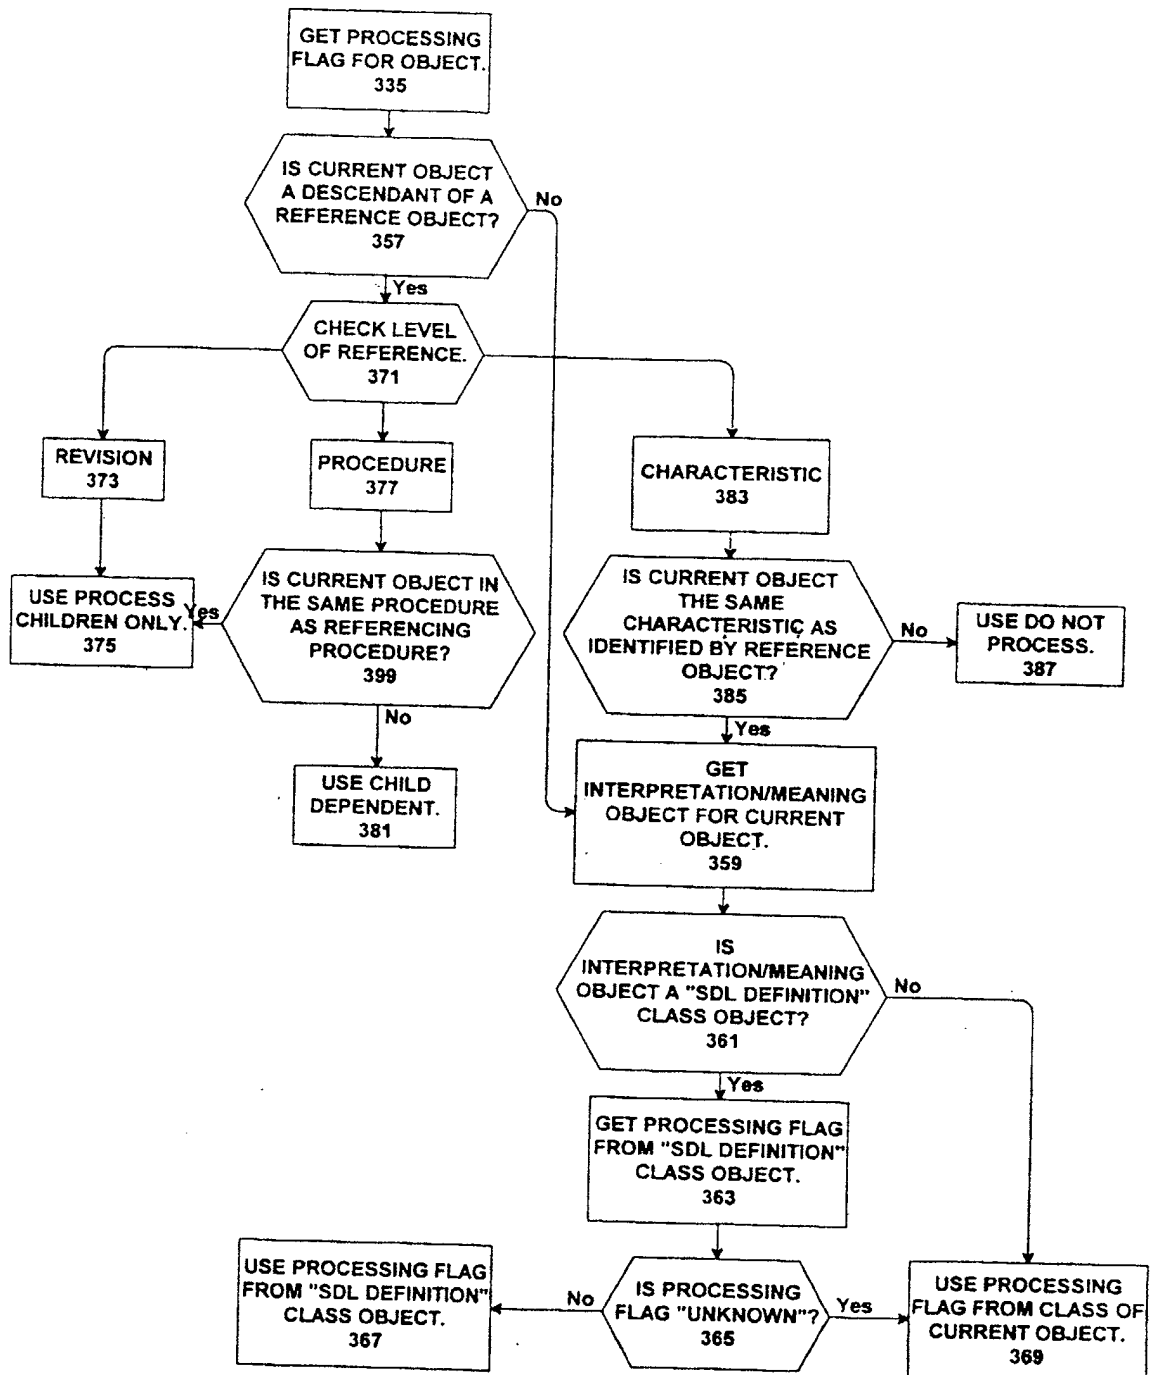 GET PROCESSING
FLAG FOR OBJECT.
335
IS CURRENT OBJECT
A DESCENDANT OF A
REFERENCE OBJECT?
357
No
Yes
CHECK LEVEL
OF REFERENCE.
371
REVISION
373
PROCEDURE
377
CHARACTERISTIC
383
USE PROCESS
CHILDREN ONLY.
375
Yes
IS CURRENT OBJECT IN
THE SAME PROCEDURE
AS REFERENCING
PROCEDURE?
399
No
USE CHILD
DEPENDENT.
381
IS CURRENT OBJECT
THE SAME
CHARACTERISTIC AS
IDENTIFIED BY REFERENCE
OBJECT?
385
No
USE DO NOT
PROCESS.
387
Yes
GET
INTERPRETATION/MEANING
OBJECT FOR CURRENT
OBJECT.
359
IS
INTERPRETATION/MEANING
OBJECT A "SDL DEFINITION"
CLASS OBJECT?
361
No
Yes
GET PROCESSING FLAG
FROM "SDL DEFINITION"
CLASS OBJECT.
363
USE PROCESSING FLAG
FROM "SDL DEFINITION"
CLASS OBJECT.
367
No
IS PROCESSING
FLAG "UNKNOWN"?
365
Yes
USE PROCESSING
FLAG FROM CLASS OF
CURRENT OBJECT.
369